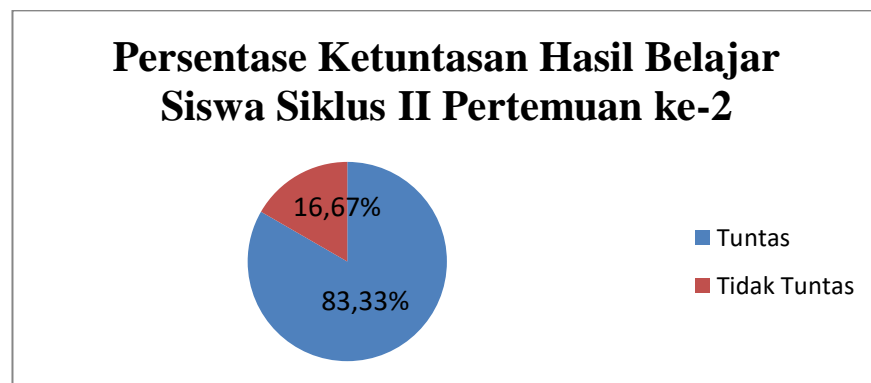 Persentase Ketuntasan Hasil Belajar
Siswa Siklus II Pertemuan ke-2
16,67%
83,33%
Tuntas
Tidak Tuntas